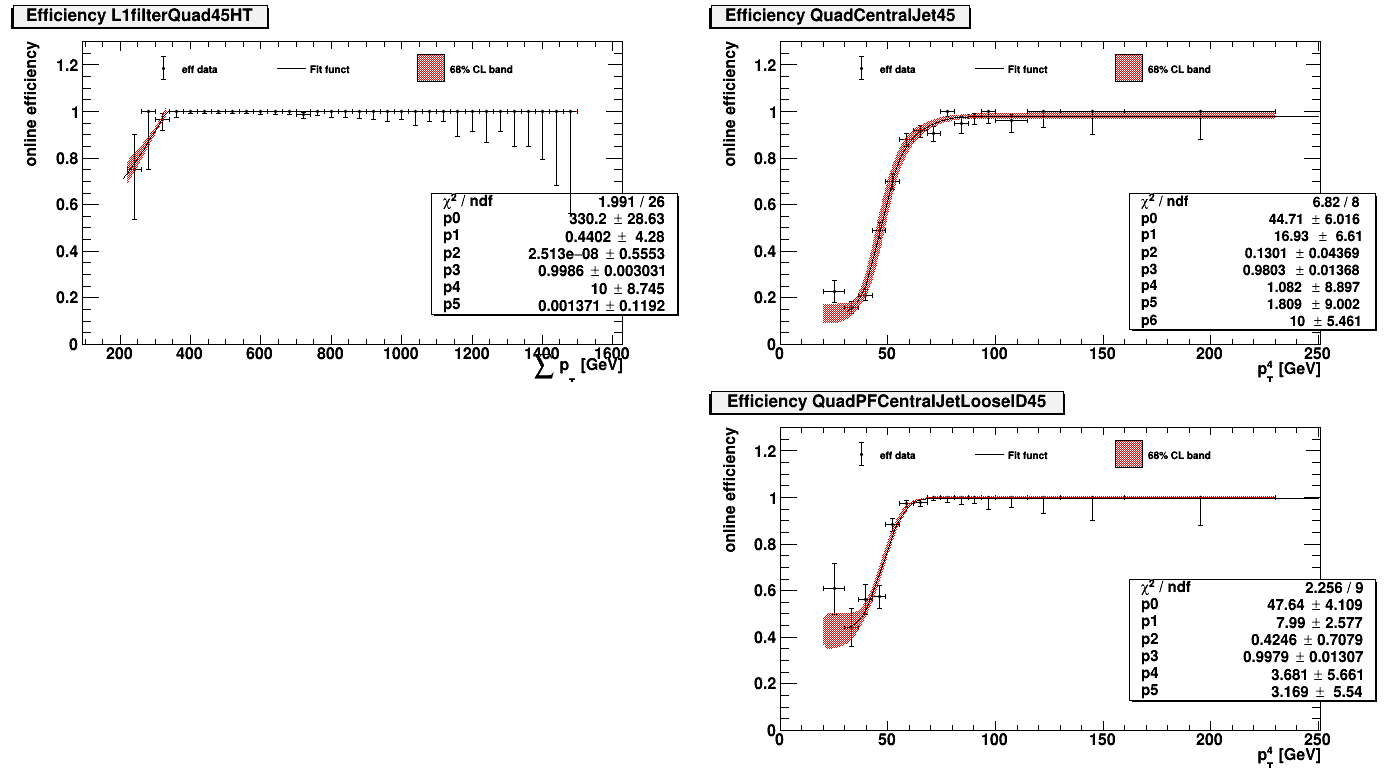 Efficiency L1filterQuad45HT
online efficiency
eff data
Fit funct
68% CL band
1.2
1
0.8
0.6
0.4
0.2
0
200 400 600 800 1000 1200 1400 1600
∑ p_T [GeV]
χ² / ndf 1.991 / 26
p0 330.2 ± 28.63
p1 0.4402 ± 4.28
p2 2.513e−08 ± 0.5553
p3 0.9986 ± 0.003031
p4 10 ± 8.745
p5 0.001371 ± 0.1192
Efficiency QuadCentralJet45
online efficiency
eff data
Fit funct
68% CL band
1.2
1
0.8
0.6
0.4
0.2
0
0 50 100 150 200 250
p⁴_T [GeV]
χ² / ndf 6.82 / 8
p0 44.71 ± 6.016
p1 16.93 ± 6.61
p2 0.1301 ± 0.04369
p3 0.9803 ± 0.01368
p4 1.082 ± 8.897
p5 1.809 ± 9.002
p6 10 ± 5.461
Efficiency QuadPFCentralJetLooseID45
online efficiency
eff data
Fit funct
68% CL band
1.2
1
0.8
0.6
0.4
0.2
0
0 50 100 150 200 250
p⁴_T [GeV]
χ² / ndf 2.256 / 9
p0 47.64 ± 4.109
p1 7.99 ± 2.577
p2 0.4246 ± 0.7079
p3 0.9979 ± 0.01307
p4 3.681 ± 5.661
p5 3.169 ± 5.54